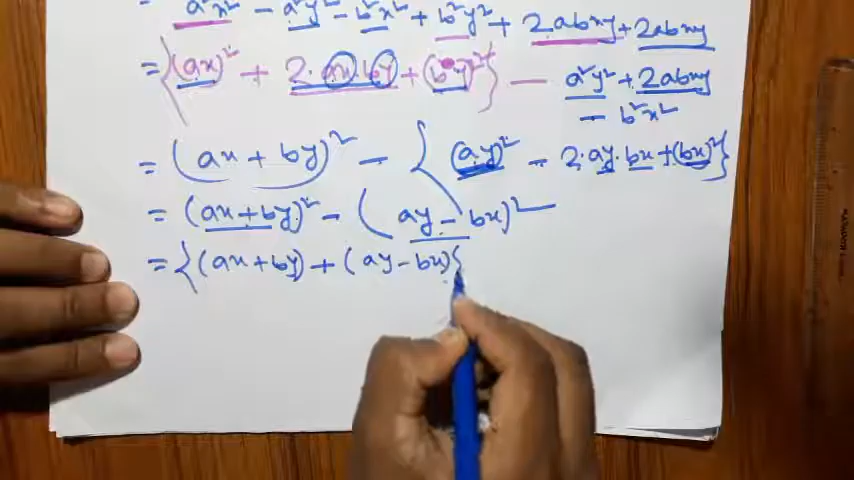 = a²x² - a²y² - b²x² + b²y² + 2abxy + 2abxy
= {(ax)² + 2. ax. by + (b y)²} - a²y² + 2abxy
- b²x²
= (ax + by)² - { (ay)² - 2. ay. bx + (bx)² }
= (ax + by)² - ( ay - bx)²
= { (ax + by) + (ay - bx) }